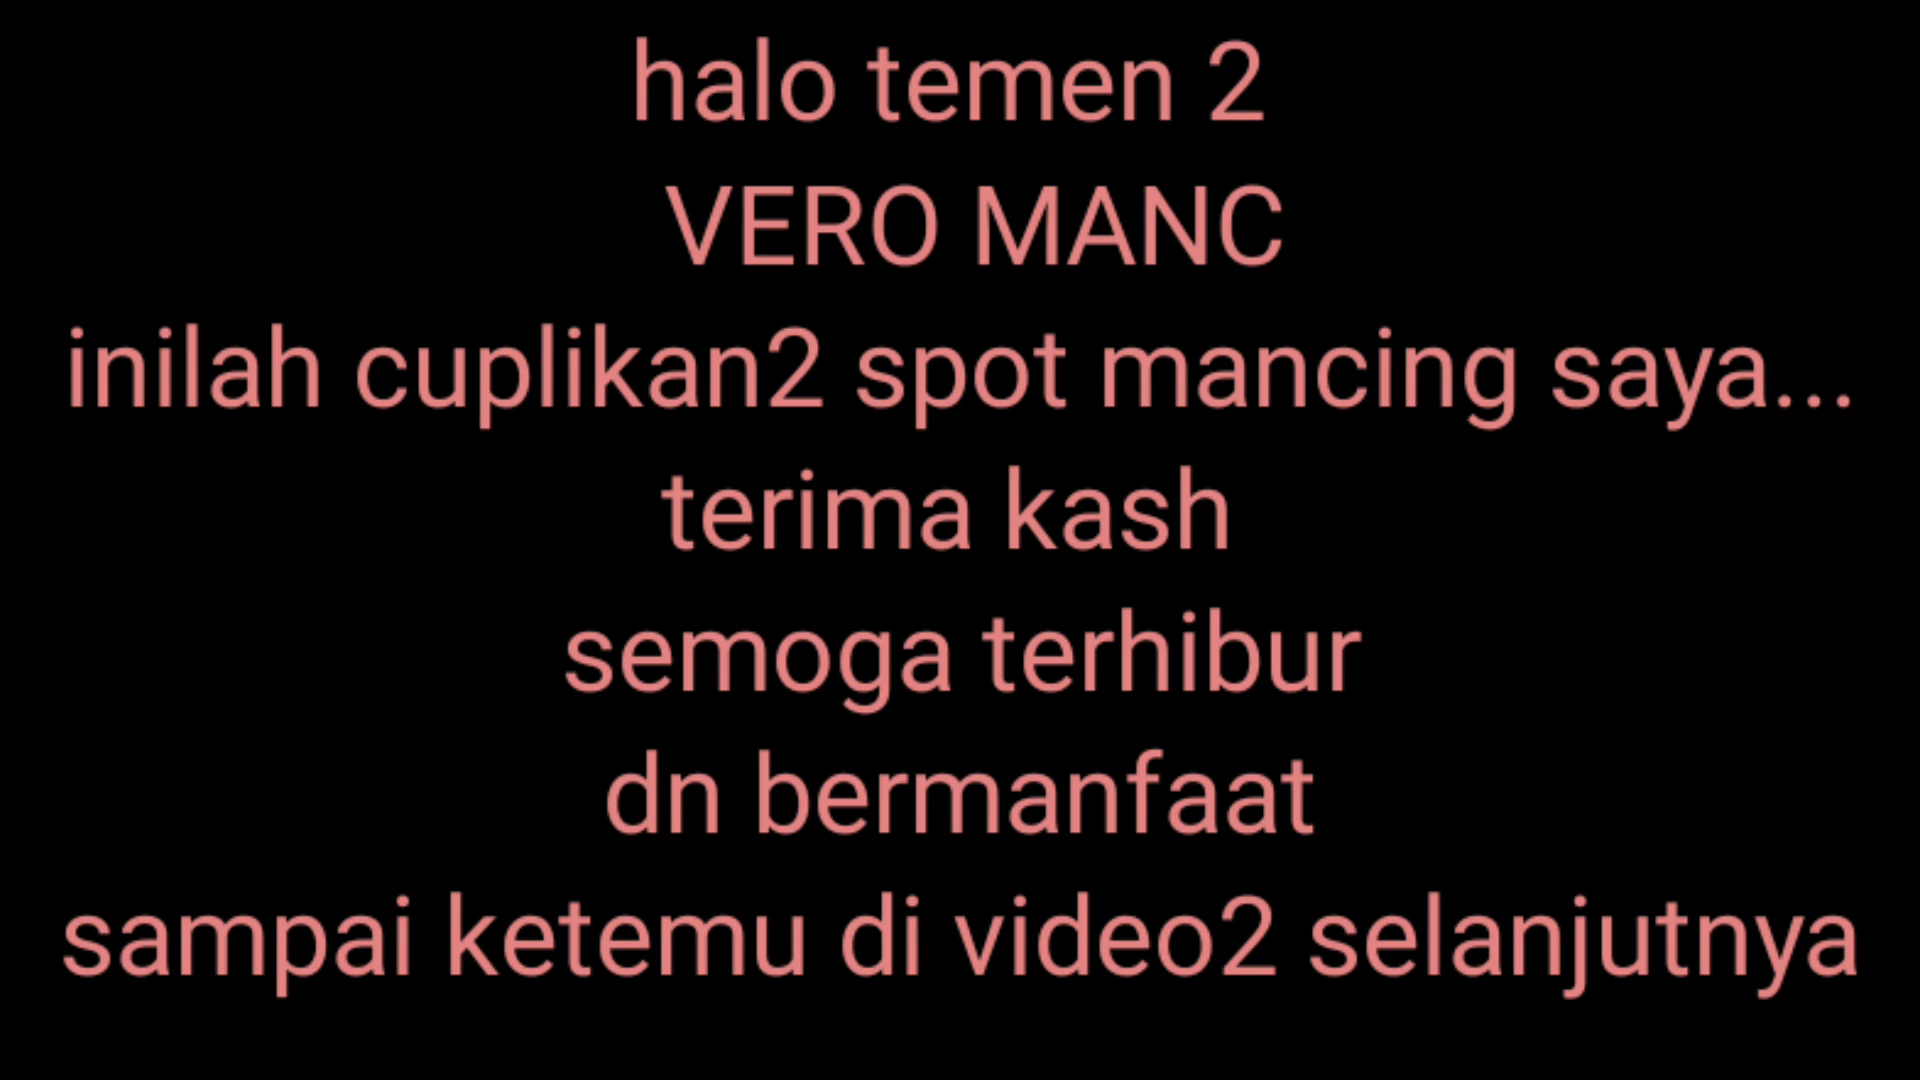 halo temen 2
VERO MANC
inilah cuplikan2 spot mancing saya...
terima kash
semoga terhibur
dn bermanfaat
sampai ketemu di video2 selanjutnya